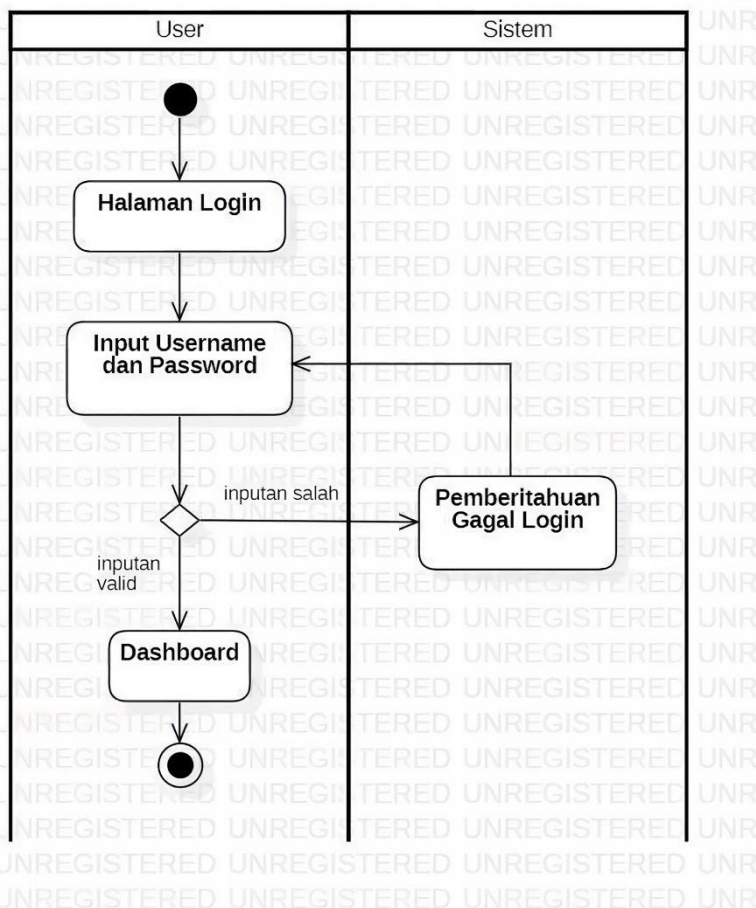 User
Sistem
Halaman Login
Input Username
dan Password
inputan salah
Pemberitahuan
Gagal Login
inputan
valid
Dashboard
UNREGISTERED